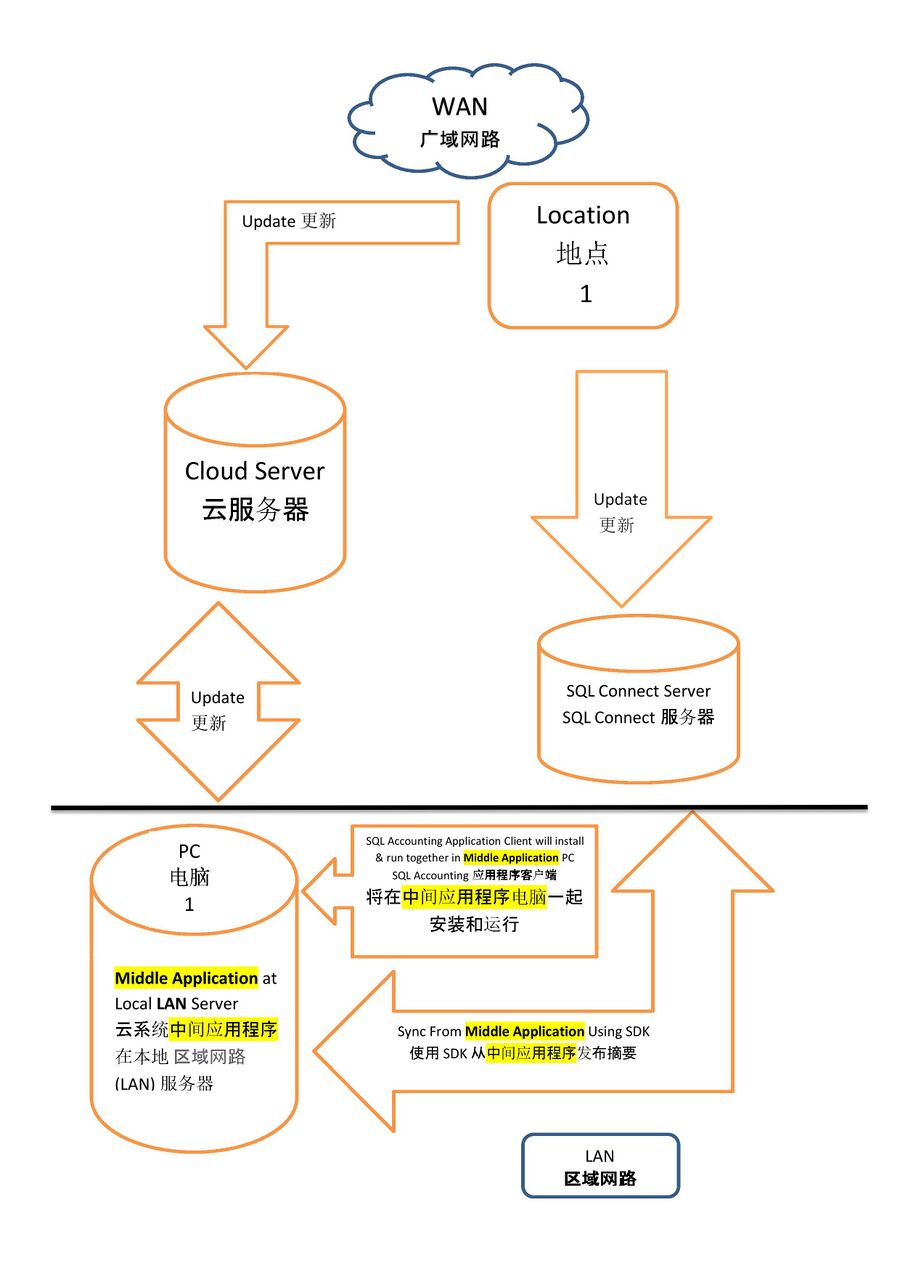 WAN
广域网路
Update 更新
Location
地点
1
Cloud Server
云服务器
Update
更新
SQL Connect Server
SQL Connect 服务器
Update
更新
PC
电脑
1
SQL Accounting Application Client will install
& run together in Middle Application PC
SQL Accounting 应用程序客户端
将在中间应用程序电脑一起
安装和运行
Middle Application at
Local LAN Server
云系统中间应用程序
在本地 区域网路
(LAN) 服务器
Sync From Middle Application Using SDK
使用 SDK 从中间应用程序发布摘要
LAN
区域网路